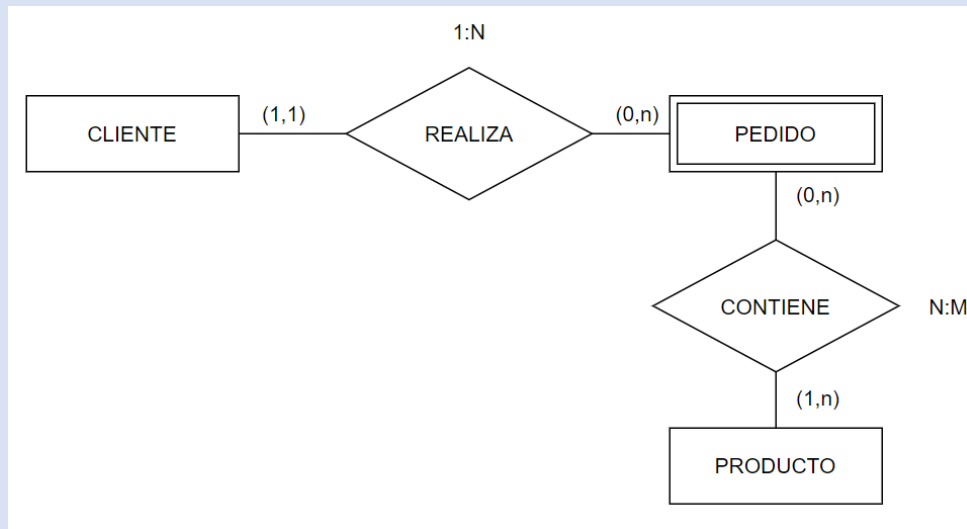 1:N
CLIENTE
(1,1)
REALIZA
(0,n)
PEDIDO
(0,n)
CONTIENE
N:M
(1,n)
PRODUCTO